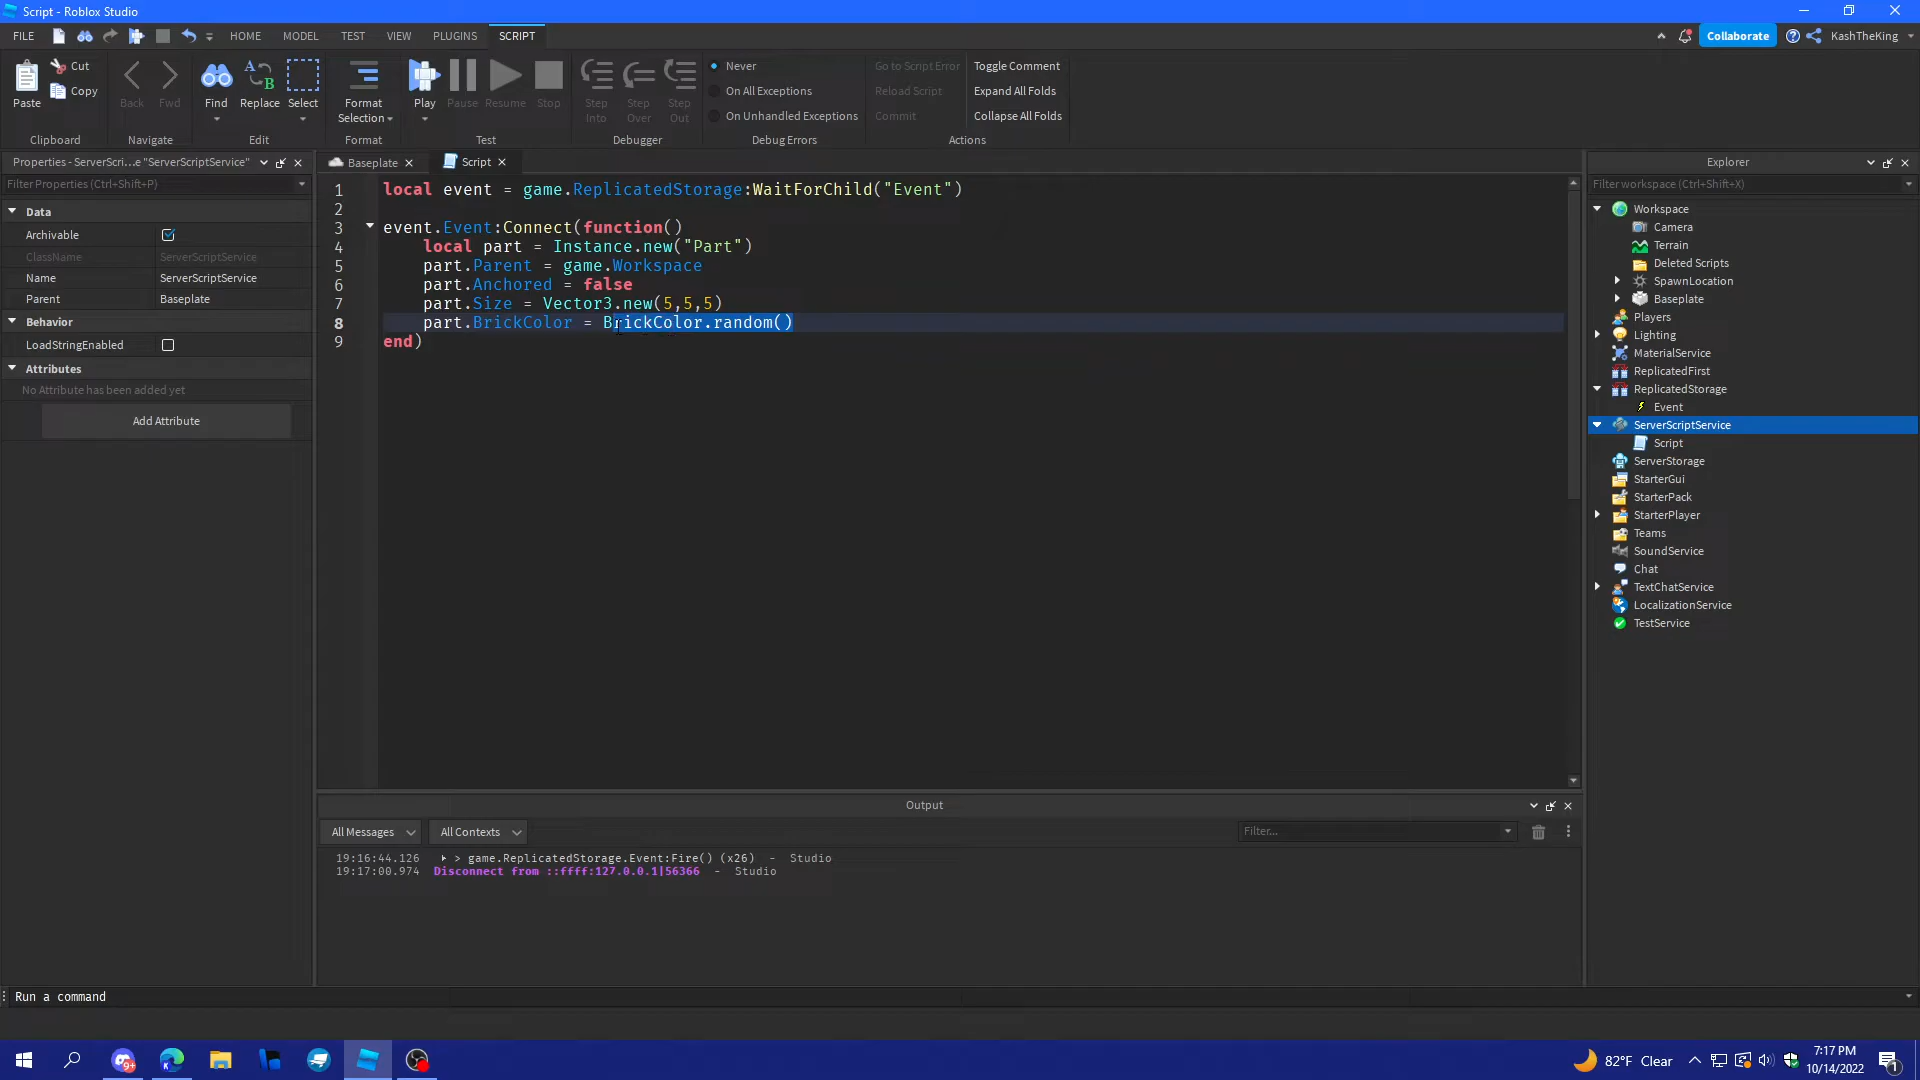 Script - Roblox Studio
FILE HOME MODEL TEST VIEW PLUGINS SCRIPT Collaborate KashTheKing
Paste Cut Copy Clipboard
Back Fwd Navigate
Find Replace Select Edit
Format Selection Format
Play Pause Resume Stop Test
Step Into Step Over Step Out Debugger
Never
On All Exceptions
On Unhandled Exceptions
Debug Errors
Go to Script Error
Reload Script
Commit
Toggle Comment
Expand All Folds
Collapse All Folds
Actions
Properties - ServerScri...e "ServerScriptService"
Filter Properties (Ctrl+Shift+P)
Data
Archivable
ClassName ServerScriptService
Name ServerScriptService
Parent Baseplate
Behavior
LoadStringEnabled
Attributes
No Attribute has been added yet
Add Attribute
Baseplate Script
1 local event = game.ReplicatedStorage:WaitForChild("Event")
2
3 event.Event:Connect(function()
4 local part = Instance.new("Part")
5 part.Parent = game.Workspace
6 part.Anchored = false
7 part.Size = Vector3.new(5,5,5)
8 part.BrickColor = BrickColor.random()
9 end)
Output
All Messages All Contexts Filter...
19:16:44.126 > game.ReplicatedStorage.Event:Fire() (x26) - Studio
19:17:00.974 Disconnect from ::ffff:127.0.0.1|56366 - Studio
Explorer
Filter workspace (Ctrl+Shift+X)
Workspace
Camera
Terrain
Deleted Scripts
SpawnLocation
Baseplate
Players
Lighting
MaterialService
ReplicatedFirst
ReplicatedStorage
Event
ServerScriptService
Script
ServerStorage
StarterGui
StarterPack
StarterPlayer
Teams
SoundService
Chat
TextChatService
LocalizationService
TestService
Run a command
9+ K 82°F Clear 7:17 PM
10/14/2022 1